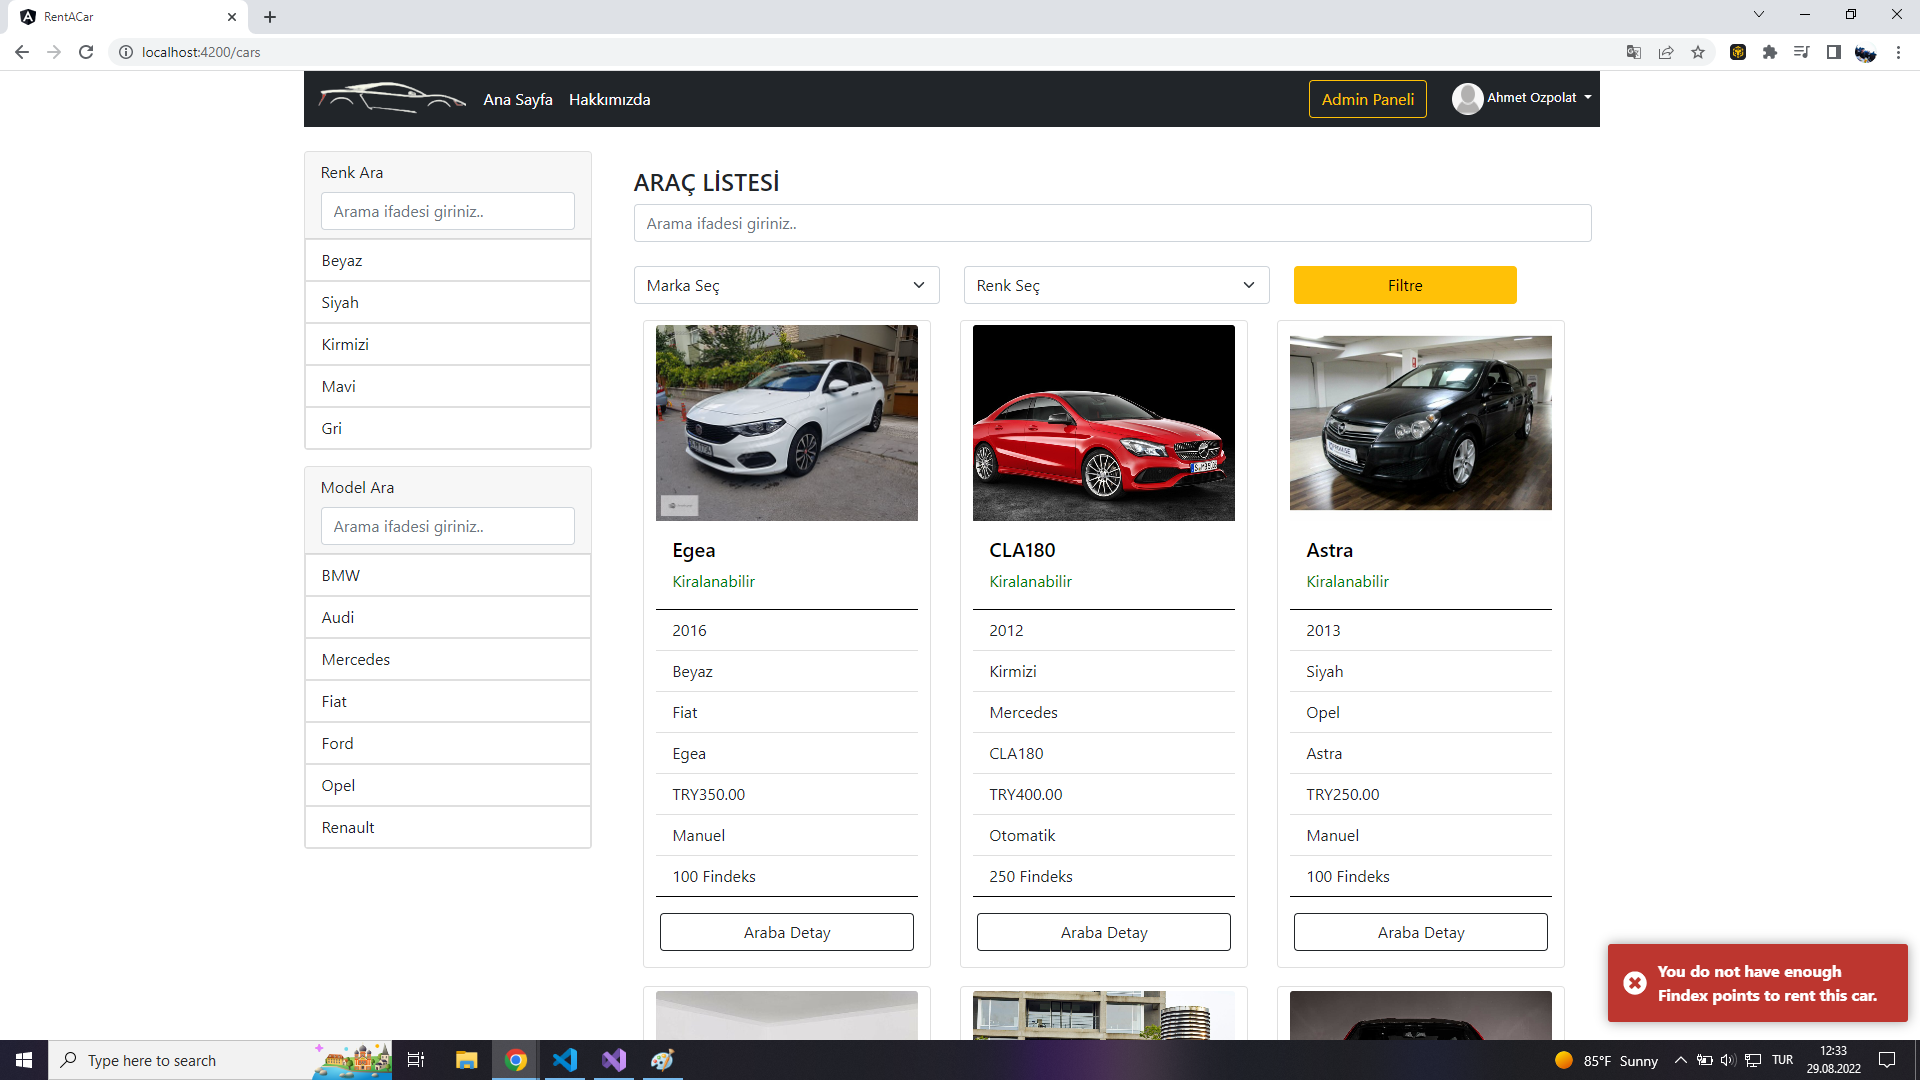 RentACar
localhost:4200/cars
Ana Sayfa Hakkımızda Admin Paneli Ahmet Ozpolat
Renk Ara
Arama ifadesi giriniz..
Beyaz
Siyah
Kirmizi
Mavi
Gri
Model Ara
Arama ifadesi giriniz..
BMW
Audi
Mercedes
Fiat
Ford
Opel
Renault
ARAÇ LİSTESİ
Arama ifadesi giriniz..
Marka Seç Renk Seç Filtre
Egea
Kiralanabilir
2016
Beyaz
Fiat
Egea
TRY350.00
Manuel
100 Findeks
Araba Detay
CLA180
Kiralanabilir
2012
Kirmizi
Mercedes
CLA180
TRY400.00
Otomatik
250 Findeks
Araba Detay
Astra
Kiralanabilir
2013
Siyah
Opel
Astra
TRY250.00
Manuel
100 Findeks
Araba Detay
You do not have enough
Findex points to rent this car.
Type here to search
85°F Sunny
TUR
12:33
29.08.2022